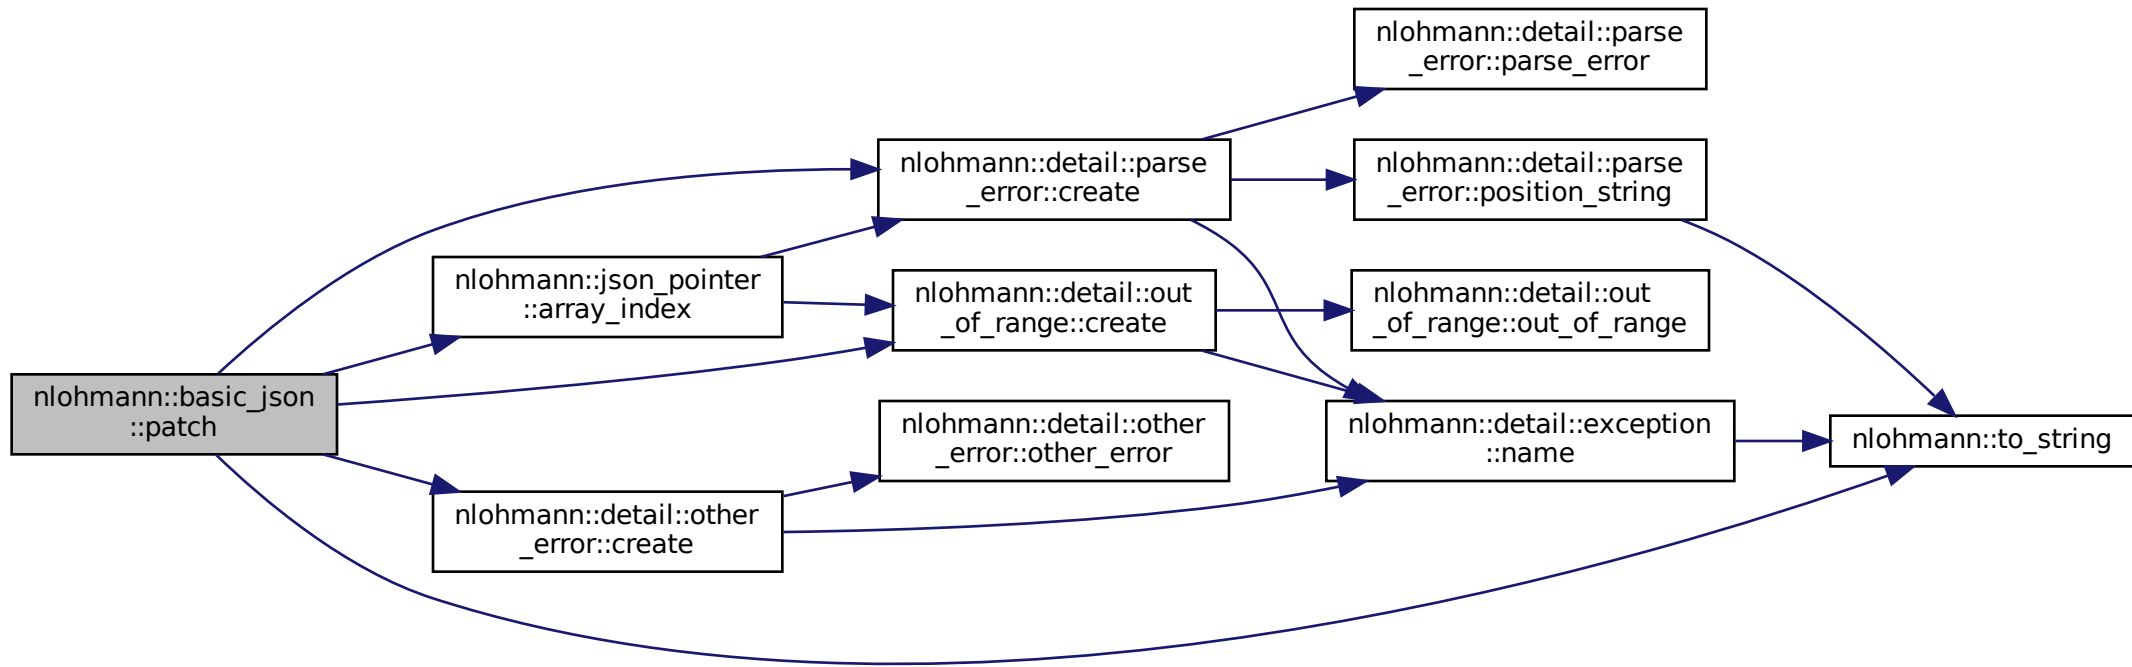 nlohmann::detail::parse
_error::parse_error
nlohmann::detail::parse
_error::create
nlohmann::detail::parse
_error::position_string
nlohmann::json_pointer
::array_index
nlohmann::detail::out
_of_range::create
nlohmann::detail::out
_of_range::out_of_range
nlohmann::basic_json
::patch
nlohmann::detail::other
_error::other_error
nlohmann::detail::exception
::name
nlohmann::to_string
nlohmann::detail::other
_error::create